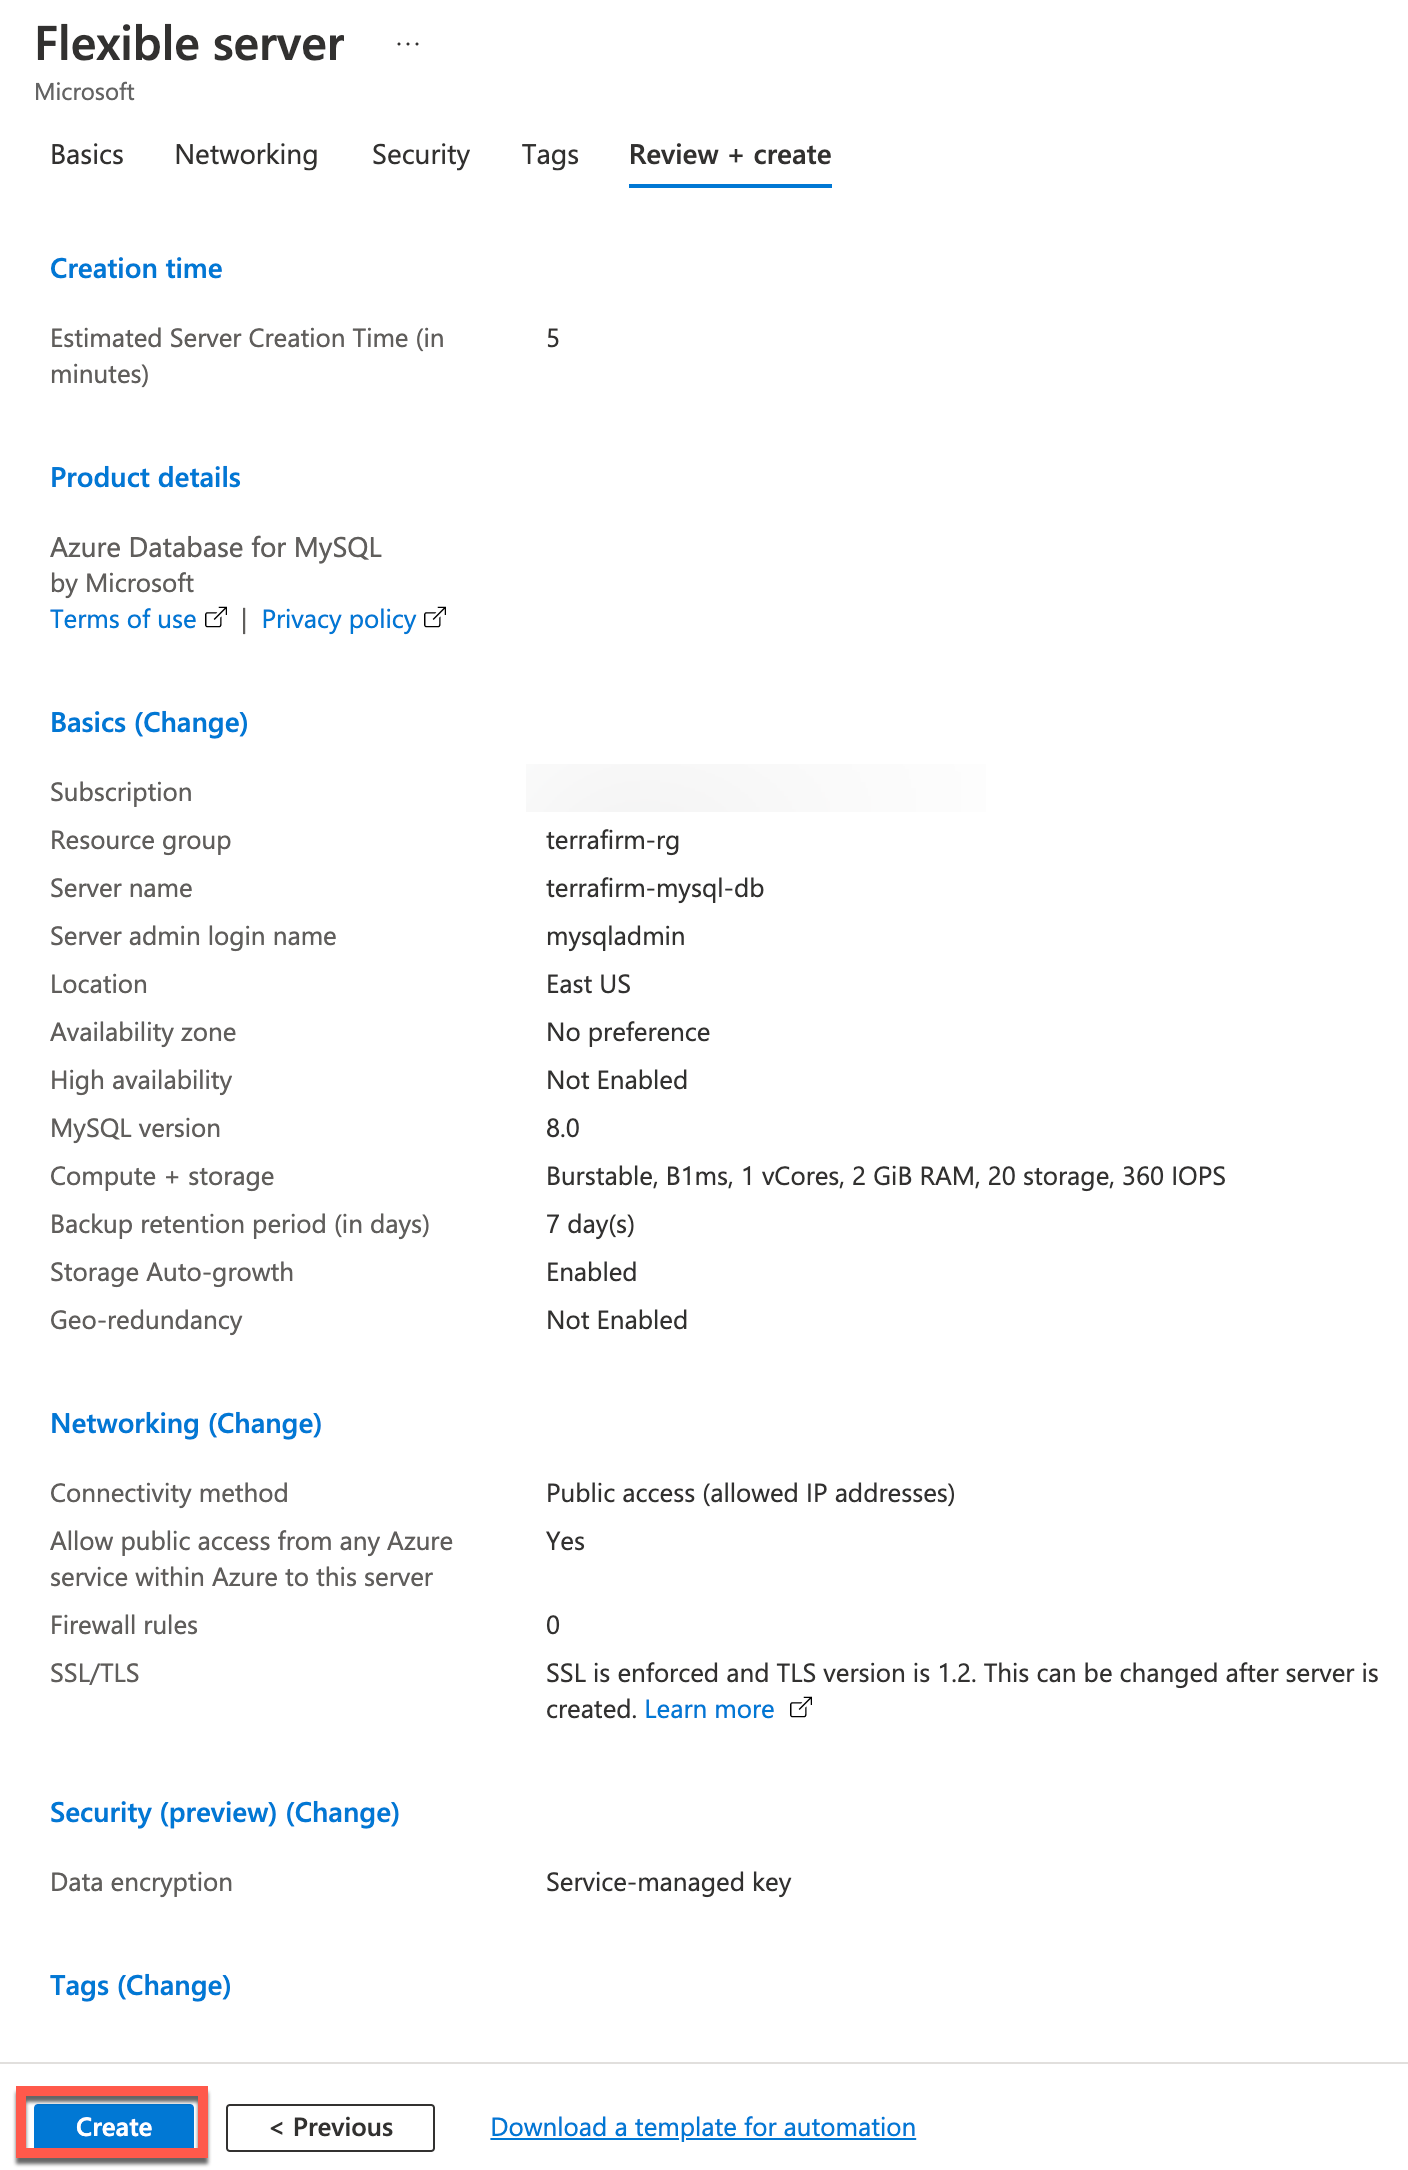 Flexible server ...
Microsoft
Basics Networking Security Tags Review + create
Creation time
Estimated Server Creation Time (in 5
minutes)
Product details
Azure Database for MySQL
by Microsoft
Terms of use | Privacy policy
Basics (Change)
Subscription
Resource group terrafirm-rg
Server name terrafirm-mysql-db
Server admin login name mysqladmin
Location East US
Availability zone No preference
High availability Not Enabled
MySQL version 8.0
Compute + storage Burstable, B1ms, 1 vCores, 2 GiB RAM, 20 storage, 360 IOPS
Backup retention period (in days) 7 day(s)
Storage Auto-growth Enabled
Geo-redundancy Not Enabled
Networking (Change)
Connectivity method Public access (allowed IP addresses)
Allow public access from any Azure Yes
service within Azure to this server
Firewall rules 0
SSL/TLS SSL is enforced and TLS version is 1.2. This can be changed after server is
created. Learn more
Security (preview) (Change)
Data encryption Service-managed key
Tags (Change)
Create < Previous Download a template for automation